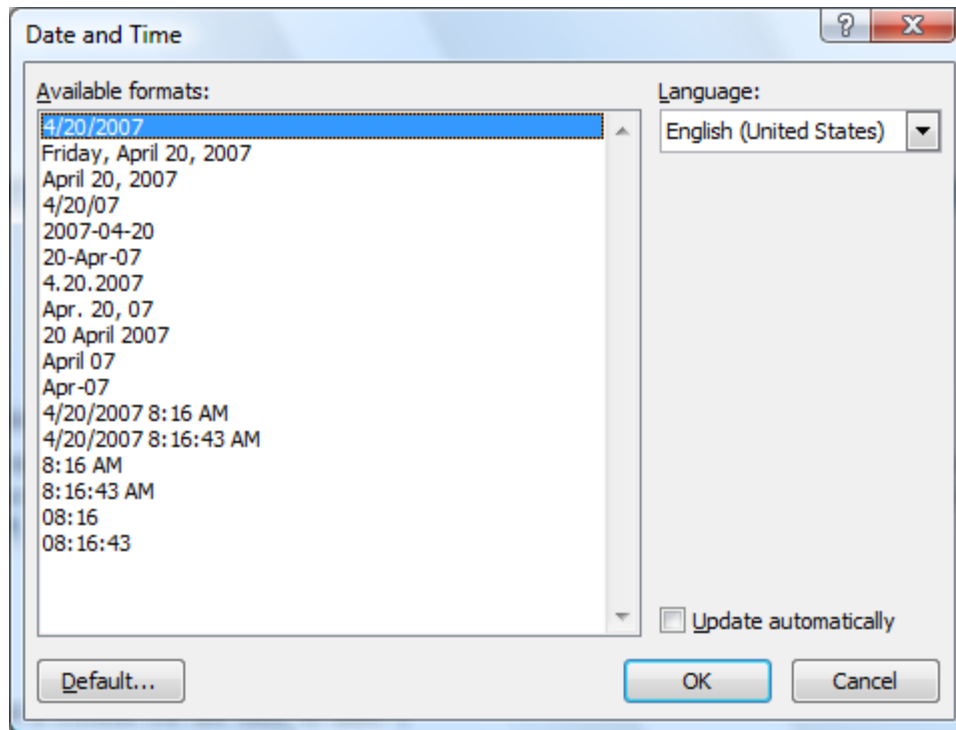 Date and Time
Available formats:
4/20/2007
Friday, April 20, 2007
April 20, 2007
4/20/07
2007-04-20
20-Apr-07
4.20.2007
Apr. 20, 07
20 April 2007
April 07
Apr-07
4/20/2007 8:16 AM
4/20/2007 8:16:43 AM
8:16 AM
8:16:43 AM
08:16
08:16:43
Language:
English (United States)
Update automatically
Default...
OK
Cancel